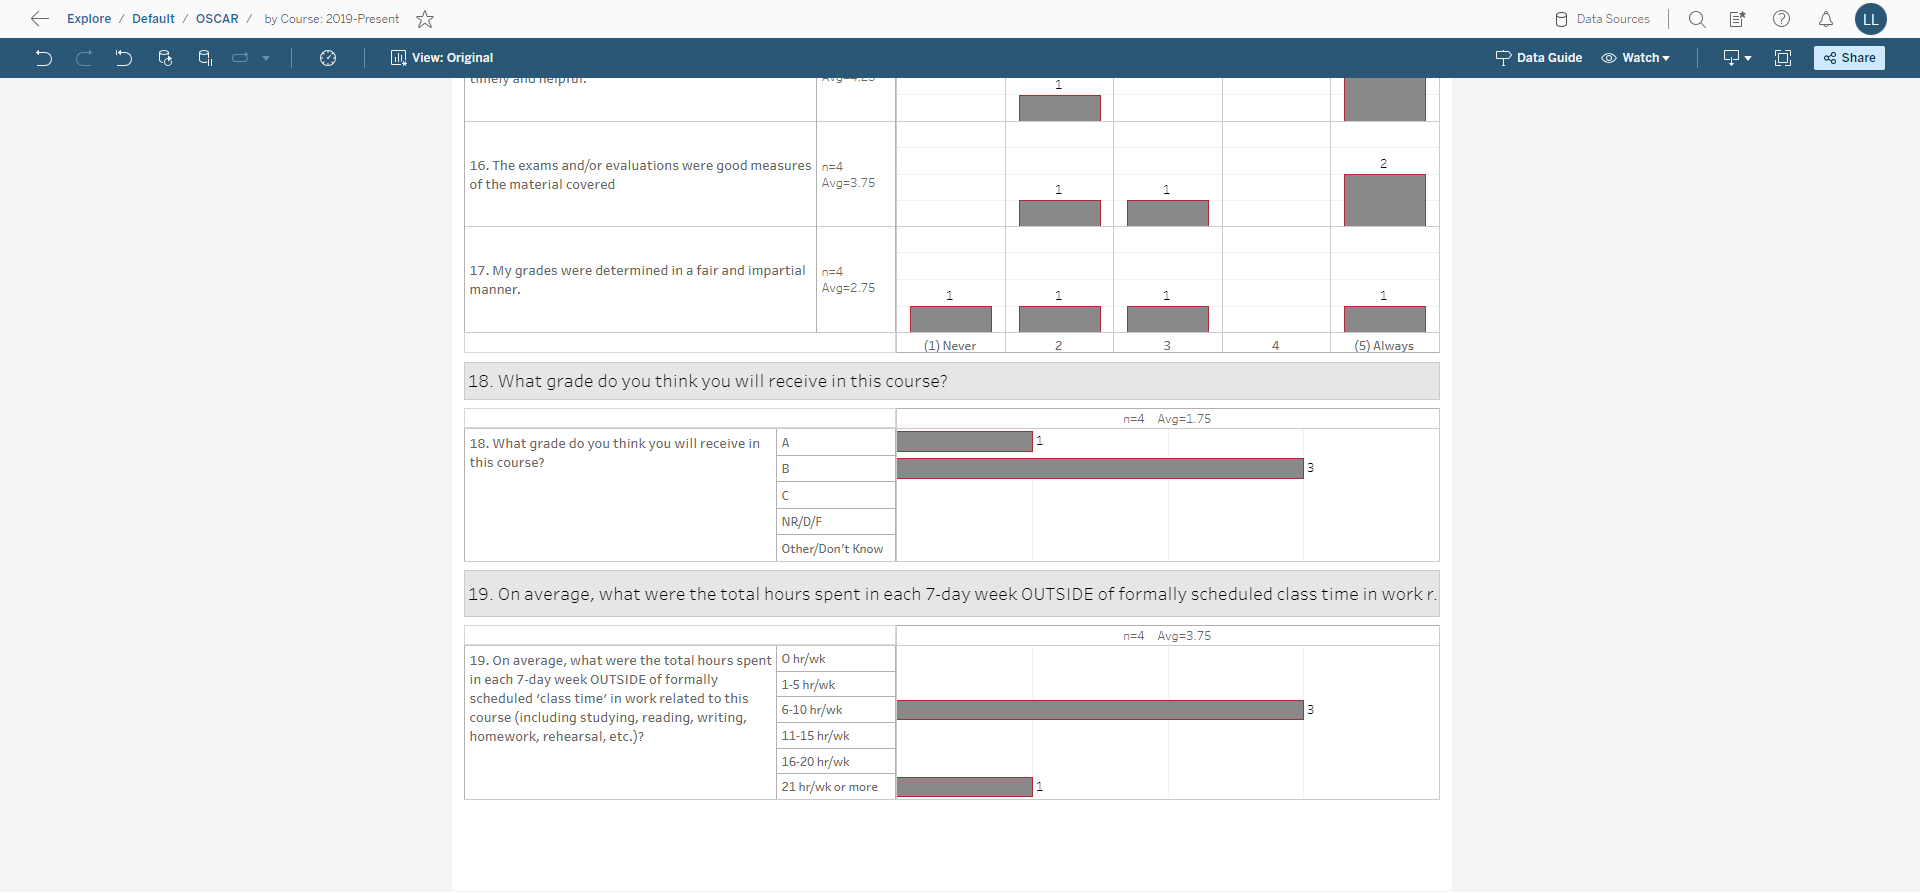 Explore / Default / OSCAR / by Course: 2019-Present
Data Sources
LL
View: Original
Data Guide
Watch
Share
timely and helpful.
Avg=4.25
1
16. The exams and/or evaluations were good measures
of the material covered
n=4
Avg=3.75
1
1
2
17. My grades were determined in a fair and impartial
manner.
n=4
Avg=2.75
1
1
1
1
(1) Never
2
3
4
(5) Always
18. What grade do you think you will receive in this course?
n=4 Avg=1.75
18. What grade do you think you will receive in
this course?
A
1
B
3
C
NR/D/F
Other/Don't Know
19. On average, what were the total hours spent in each 7-day week OUTSIDE of formally scheduled class time in work r.
n=4 Avg=3.75
19. On average, what were the total hours spent
in each 7-day week OUTSIDE of formally
scheduled ‘class time’ in work related to this
course (including studying, reading, writing,
homework, rehearsal, etc.)?
0 hr/wk
1-5 hr/wk
6-10 hr/wk
3
11-15 hr/wk
16-20 hr/wk
21 hr/wk or more
1